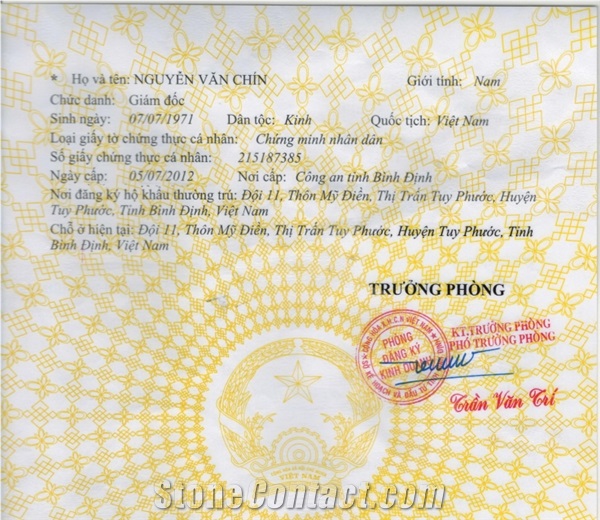 * Họ và tên: NGUYỄN VĂN CHÍN Giới tính: Nam
Chức danh: Giám đốc
Sinh ngày: 07/07/1971 Dân tộc: Kinh Quốc tịch: Việt Nam
Loại giấy tờ chứng thực cá nhân: Chứng minh nhân dân
Số giấy chứng thực cá nhân: 215187385
Ngày cấp: 05/07/2012 Nơi cấp: Công an tỉnh Bình Định
Nơi đăng ký hộ khẩu thường trú: Đội 11, Thôn Mỹ Điền, Thị Trấn Tuy Phước, Huyện
Tuy Phước, Tỉnh Bình Định, Việt Nam
Chỗ ở hiện tại: Đội 11, Thôn Mỹ Điền, Thị Trấn Tuy Phước, Huyện Tuy Phước, Tỉnh
Bình Định, Việt Nam
TRƯỞNG PHÒNG
KT.TRƯỞNG PHÒNG
PHÓ TRƯỞNG PHÒNG
PHÒNG
ĐĂNG KÝ
KINH DOANH
Trần Văn Trí
VIỆT NAM
StoneContact.com